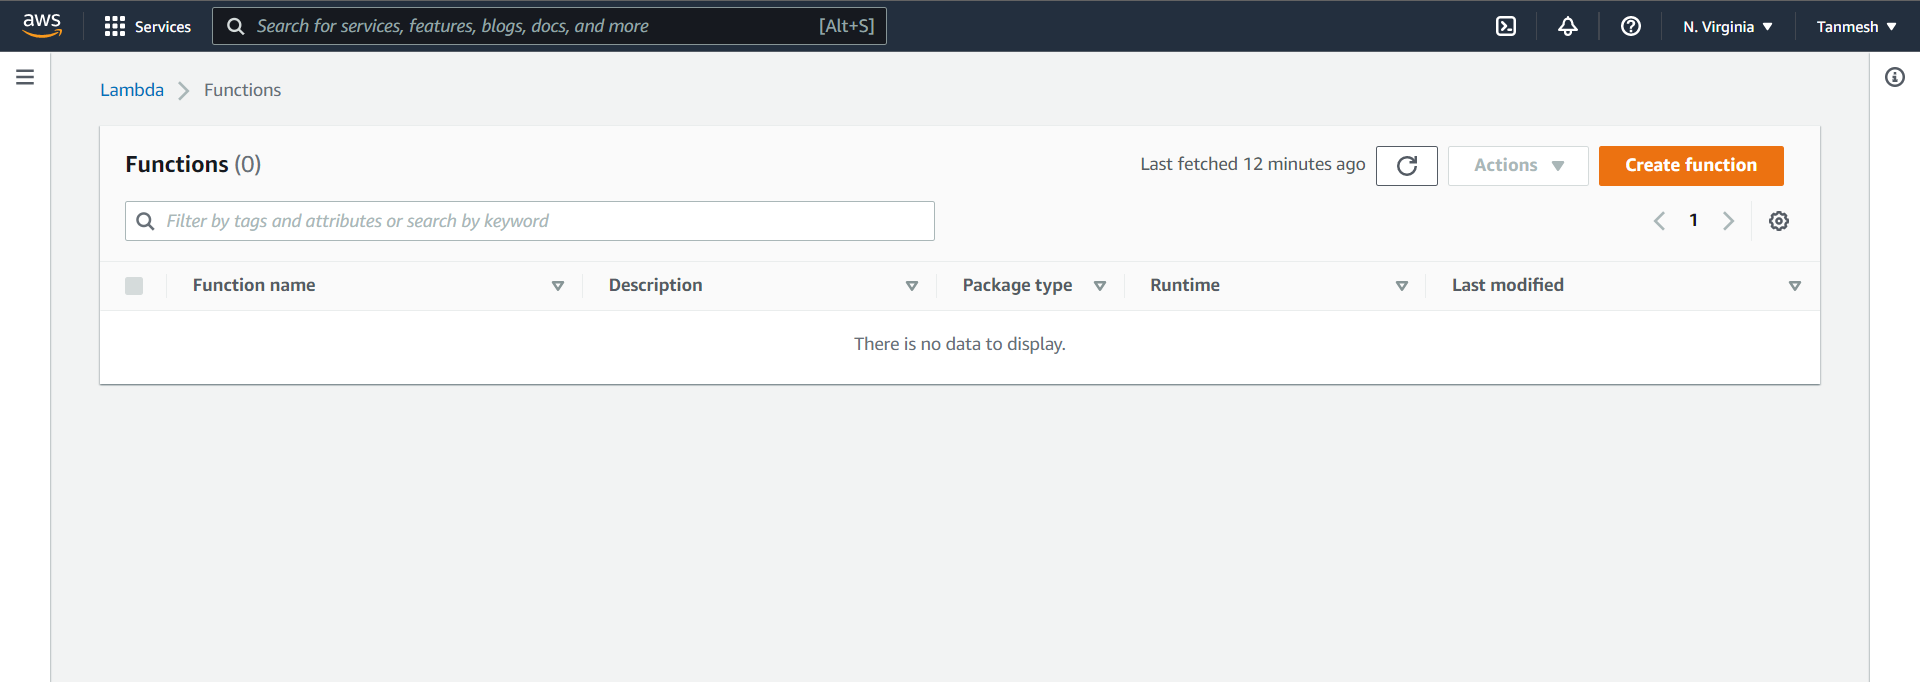 aws Services Search for services, features, blogs, docs, and more [Alt+S] N. Virginia Tanmesh
Lambda Functions
Functions (0) Last fetched 12 minutes ago Actions Create function
Filter by tags and attributes or search by keyword 1
Function name Description Package type Runtime Last modified
There is no data to display.